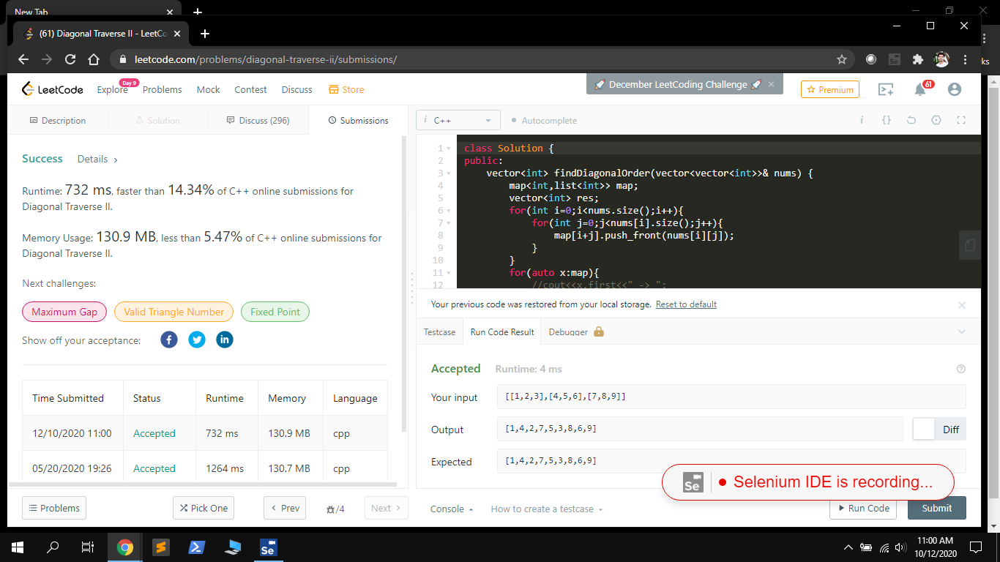 New Tab
(61) Diagonal Traverse II - LeetCo
leetcode.com/problems/diagonal-traverse-ii/submissions/
ks
LeetCode Explore Day 9 Problems Mock Contest Discuss Store
🚀 December LeetCoding Challenge 🚀 ×
Premium
61
Description Solution Discuss (296) Submissions
i C++ Autocomplete
i {}
Success Details >
Runtime: 732 ms, faster than 14.34% of C++ online submissions for
Diagonal Traverse II.
Memory Usage: 130.9 MB, less than 5.47% of C++ online submissions for
Diagonal Traverse II.
Next challenges:
Maximum Gap Valid Triangle Number Fixed Point
Show off your acceptance:
f in
Time Submitted Status Runtime Memory Language
12/10/2020 11:00 Accepted 732 ms 130.9 MB cpp
05/20/2020 19:26 Accepted 1264 ms 130.7 MB cpp
Problems Pick One < Prev /4 Next >
1 class Solution {
2 public:
3 vector<int> findDiagonalOrder(vector<vector<int>>& nums) {
4 map<int,list<int>> map;
5 vector<int> res;
6 for(int i=0;i<nums.size();i++){
7 for(int j=0;j<nums[i].size();j++){
8 map[i+j].push_front(nums[i][j]);
9 }
10 }
11 for(auto x:map){
12 //cout<<x.first<<" -> ";
Your previous code was restored from your local storage. Reset to default
Testcase Run Code Result Debugger
Accepted Runtime: 4 ms
Your input [[1,2,3],[4,5,6],[7,8,9]]
Output [1,4,2,7,5,3,8,6,9] Diff
Expected [1,4,2,7,5,3,8,6,9]
Se Selenium IDE is recording...
Console How to create a testcase Run Code Submit
Se
11:00 AM
10/12/2020